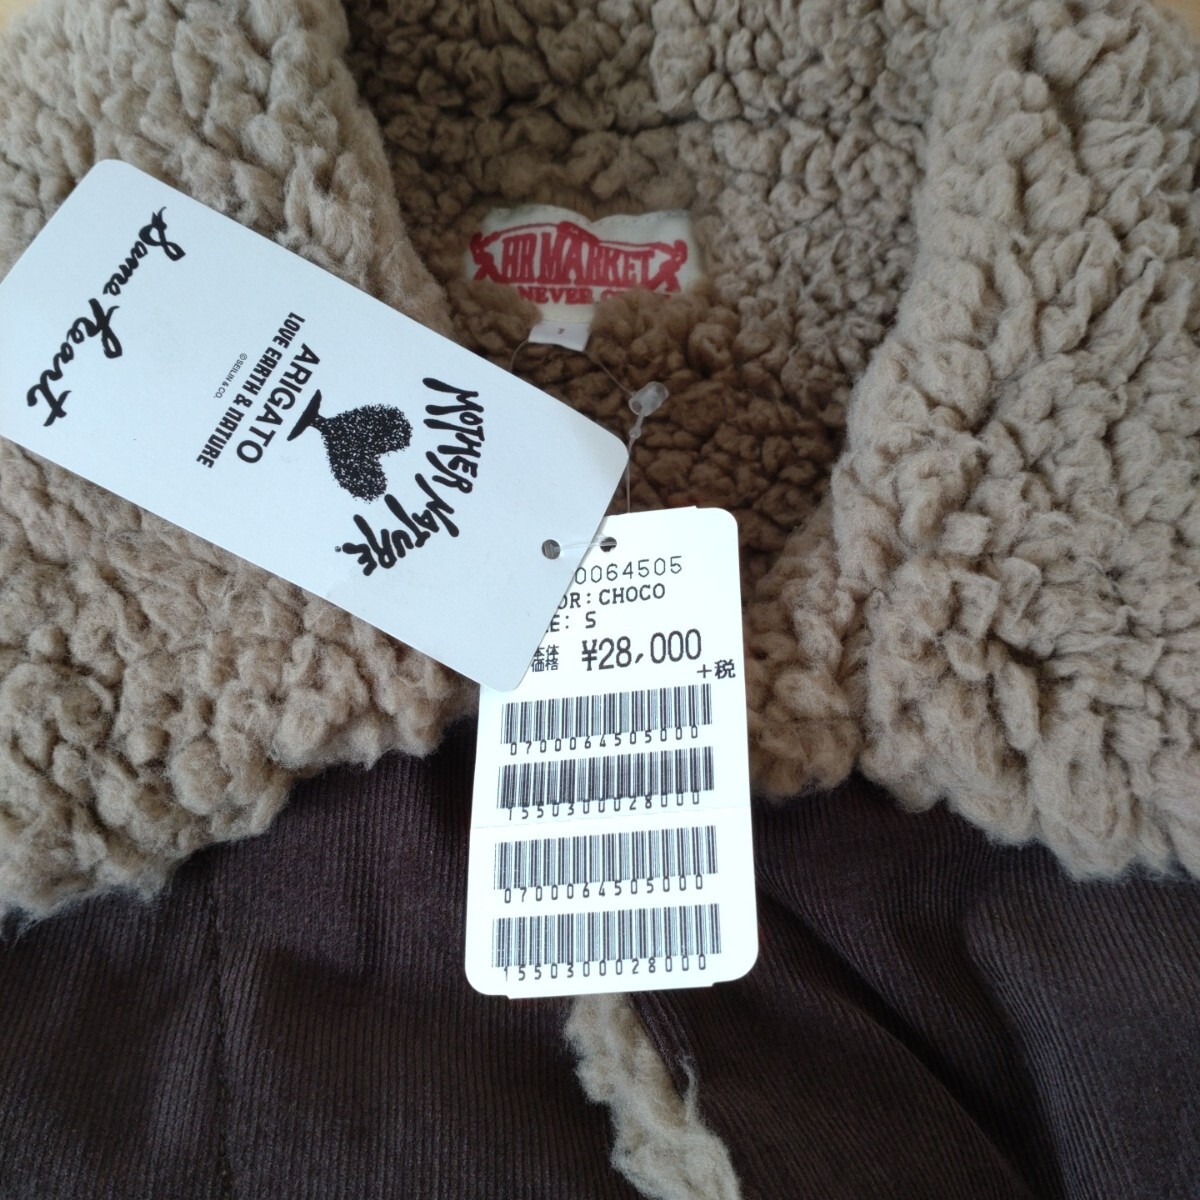 Same heart
MOTHER NATURE
ARIGATO
LOVE EARTH & NATURE
© SEILIN & CO.
HR MARKET
NEVER
0064505
OR: CHOCO
E: S
本体
価格 ¥28,000
+税
0700064505000
1550300028000
0700064505000
1550300028000